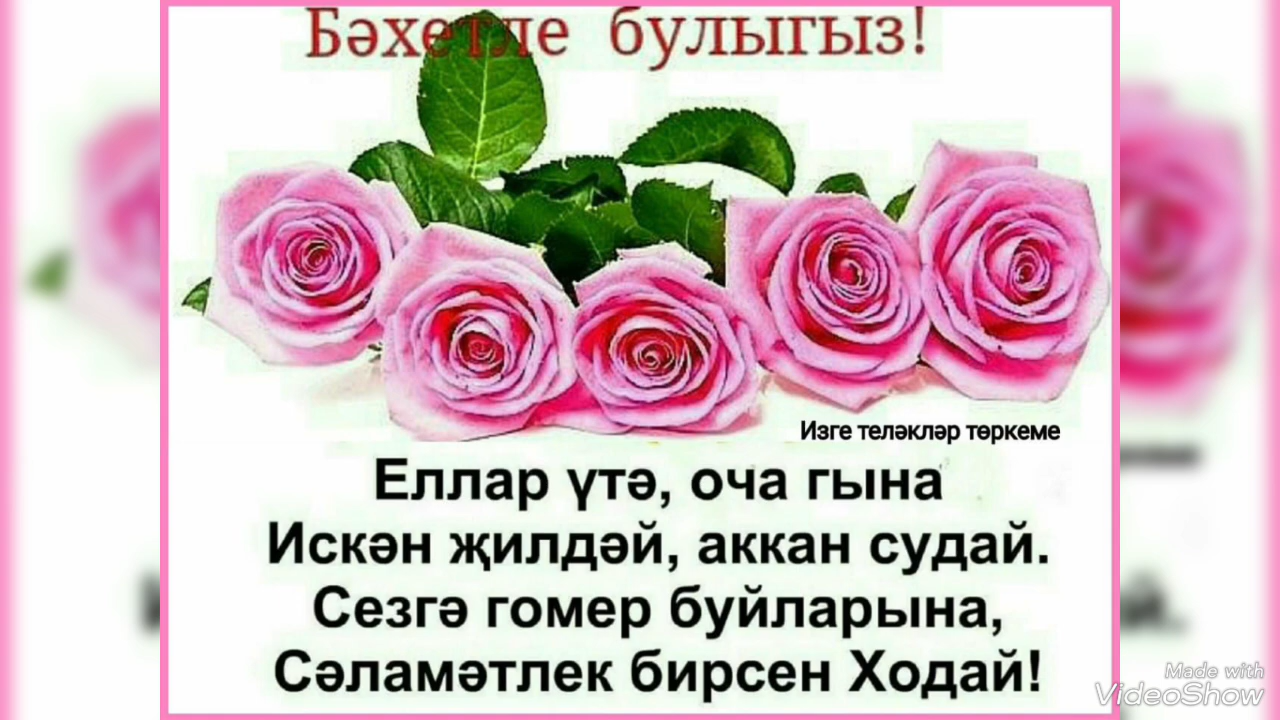 Бәхетле булыгыз!
Изге теләкләр төркеме
Еллар үтә, оча гына
Искән җилдәй, аккан судай.
Сезгә гомер буйларына,
Сәламәтлек бирсен Ходай!
Made with
VideoShow